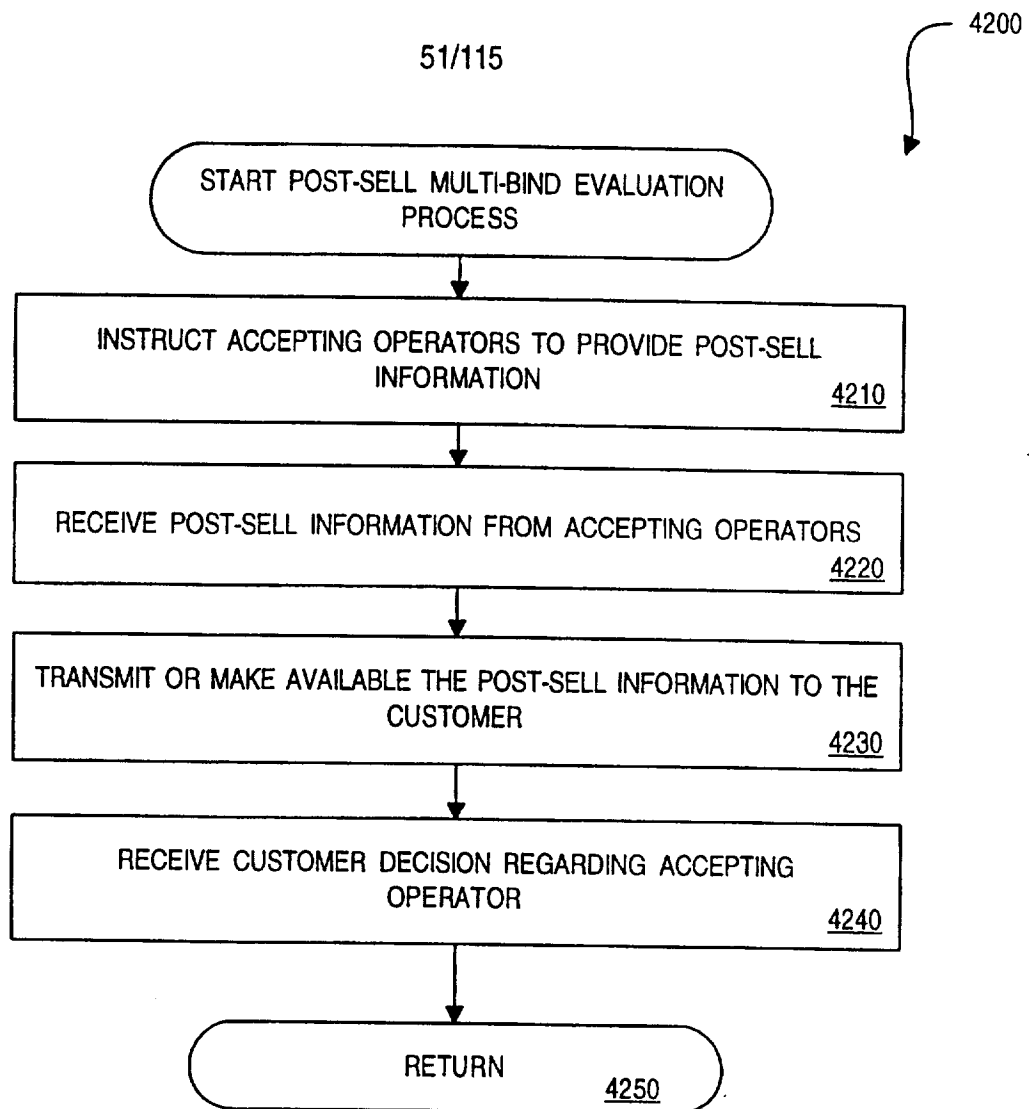 4200
51/115
START POST-SELL MULTI-BIND EVALUATION
PROCESS
INSTRUCT ACCEPTING OPERATORS TO PROVIDE POST-SELL
INFORMATION
4210
RECEIVE POST-SELL INFORMATION FROM ACCEPTING OPERATORS
4220
TRANSMIT OR MAKE AVAILABLE THE POST-SELL INFORMATION TO THE
CUSTOMER
4230
RECEIVE CUSTOMER DECISION REGARDING ACCEPTING
OPERATOR
4240
RETURN
4250